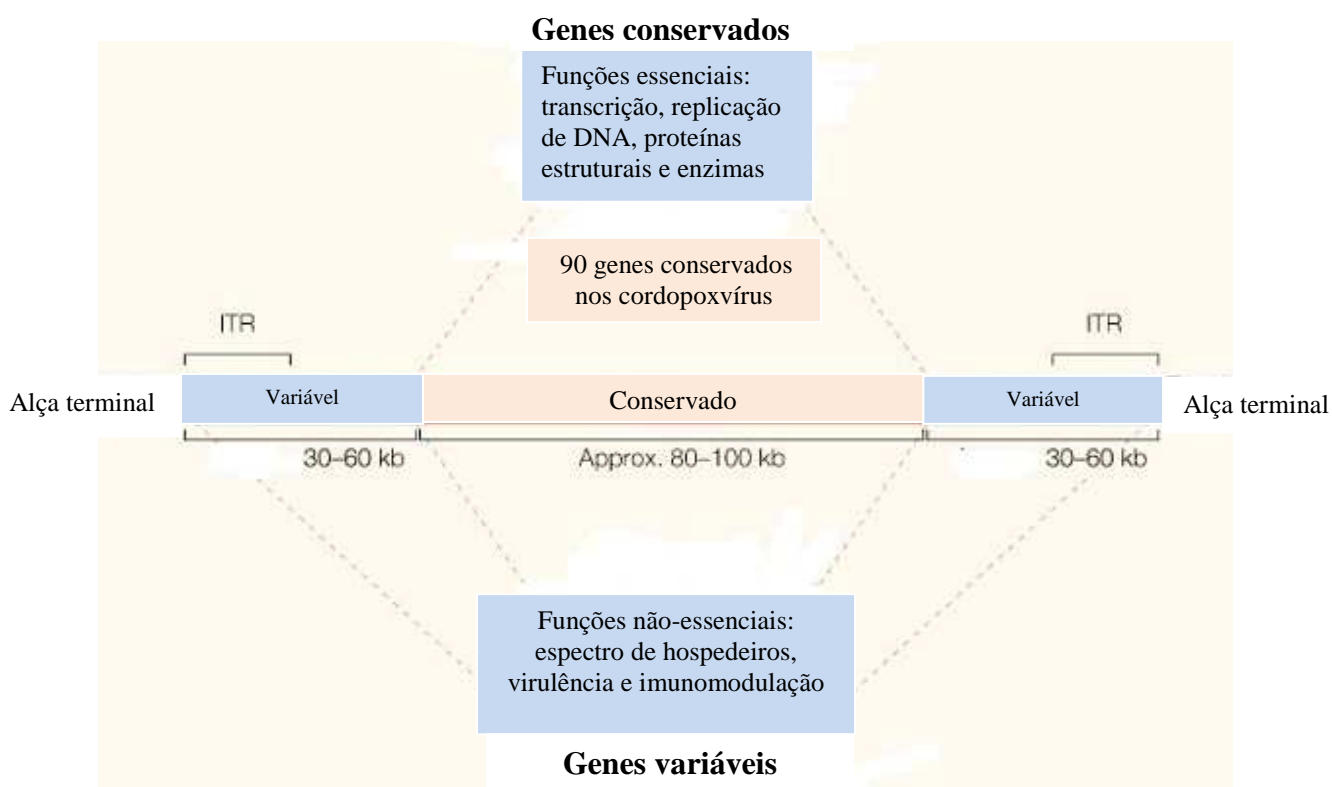 Genes conservados
Funções essenciais:
transcrição, replicação
de DNA, proteínas
estruturais e enzimas
90 genes conservados
nos cordopoxvírus
ITR
ITR
Alça terminal
Variável
Conservado
Variável
Alça terminal
30–60 kb
Approx. 80–100 kb
30–60 kb
Funções não-essenciais:
espectro de hospedeiros,
virulência e imunomodulação
Genes variáveis